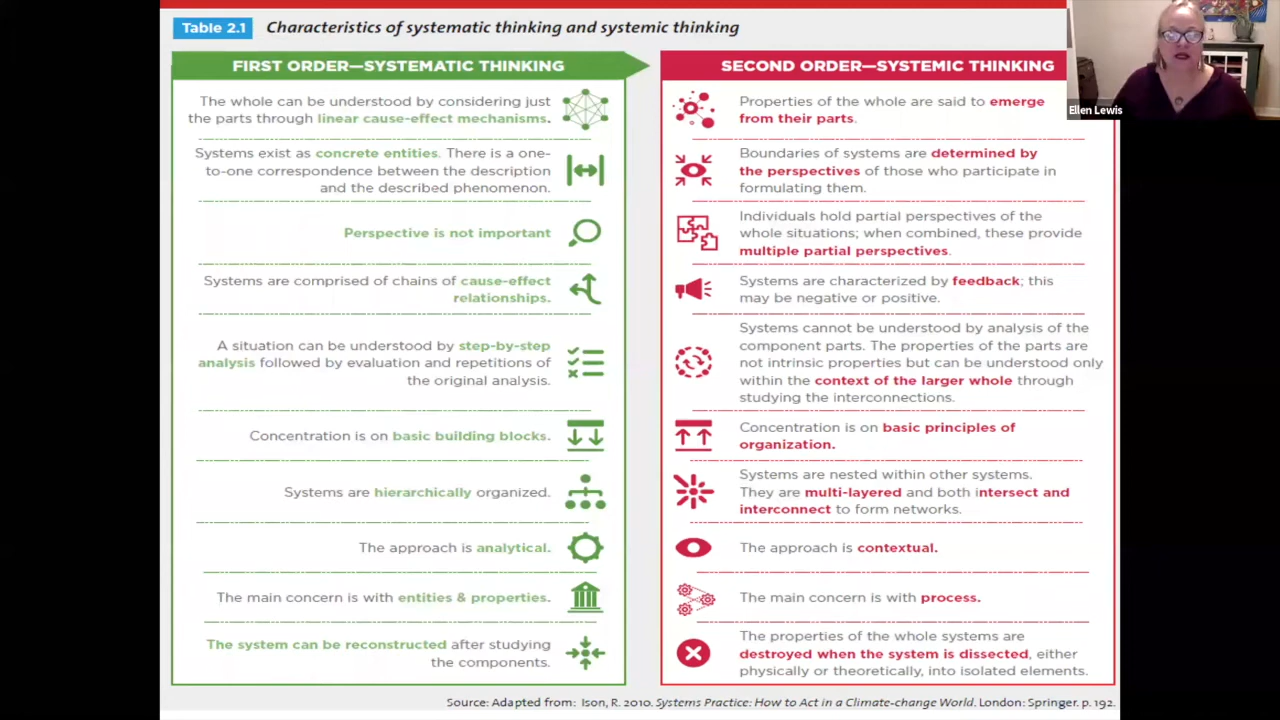 Table 2.1 Characteristics of systematic thinking and systemic thinking
FIRST ORDER—SYSTEMATIC THINKING
The whole can be understood by considering just
the parts through linear cause-effect mechanisms.
Systems exist as concrete entities. There is a one-
to-one correspondence between the description
and the described phenomenon.
Perspective is not important
Systems are comprised of chains of cause-effect
relationships.
A situation can be understood by step-by-step
analysis followed by evaluation and repetitions of
the original analysis.
Concentration is on basic building blocks.
Systems are hierarchically organized.
The approach is analytical.
The main concern is with entities & properties.
The system can be reconstructed after studying
the components.
SECOND ORDER—SYSTEMIC THINKING
Properties of the whole are said to emerge
from their parts.
Boundaries of systems are determined by
the perspectives of those who participate in
formulating them.
Individuals hold partial perspectives of the
whole situations; when combined, these provide
multiple partial perspectives.
Systems are characterized by feedback; this
may be negative or positive.
Systems cannot be understood by analysis of the
component parts. The properties of the parts are
not intrinsic properties but can be understood only
within the context of the larger whole through
studying the interconnections.
Concentration is on basic principles of
organization.
Systems are nested within other systems.
They are multi-layered and both intersect and
interconnect to form networks.
The approach is contextual.
The main concern is with process.
The properties of the whole systems are
destroyed when the system is dissected, either
physically or theoretically, into isolated elements.
Source: Adapted from: Ison, R. 2010. Systems Practice: How to Act in a Climate-change World. London: Springer. p. 192.
Ellen Lewis